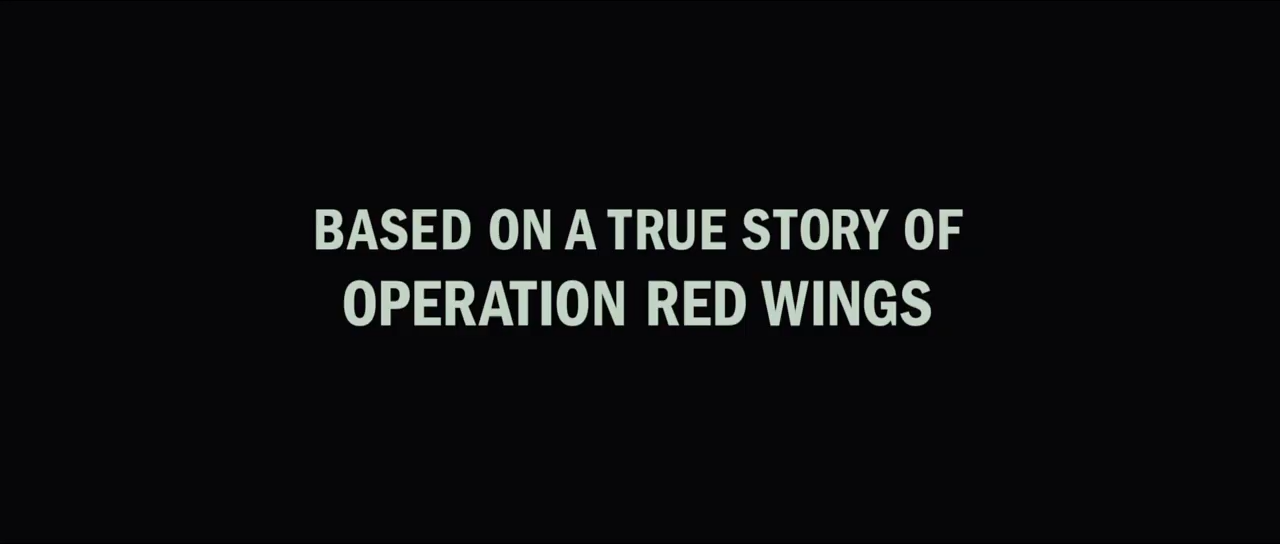 BASED ON A TRUE STORY OF
OPERATION RED WINGS